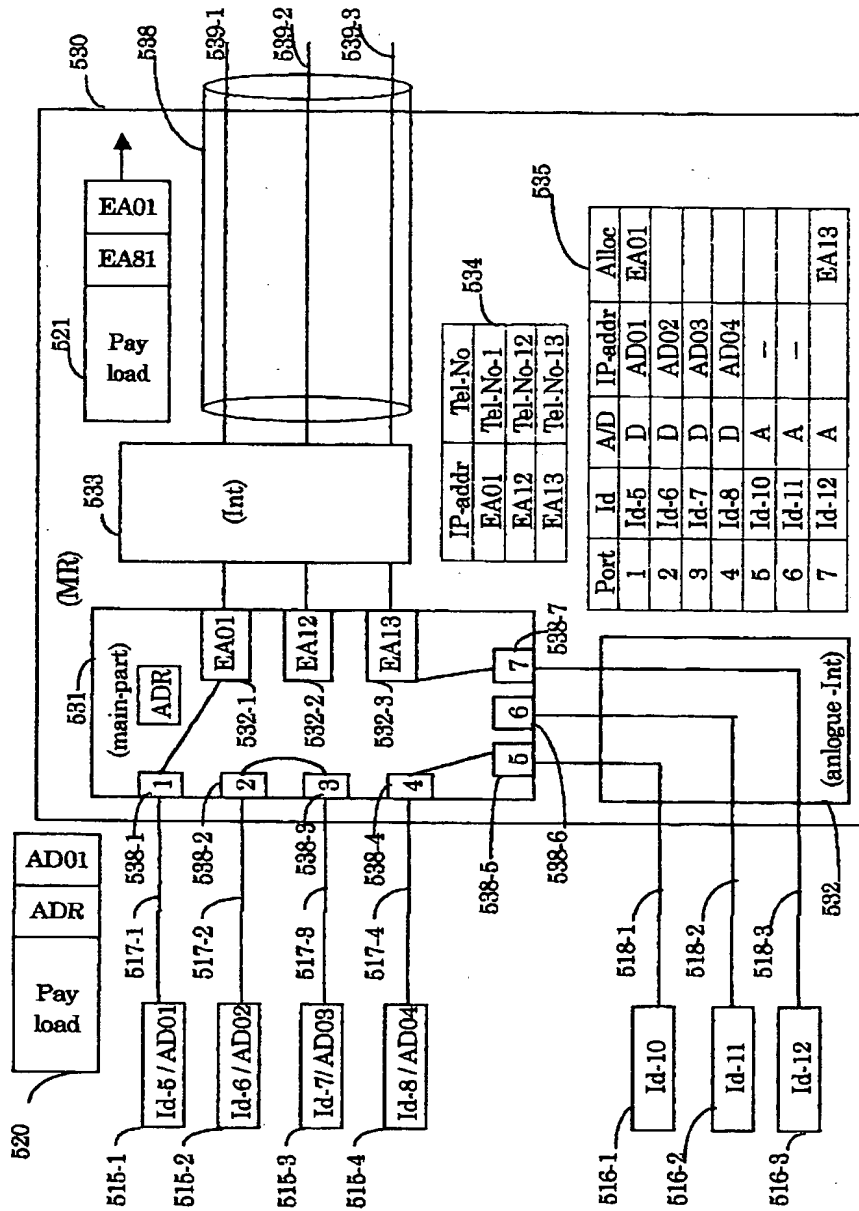 520
Pay load
ADR
AD01
515-1
Id-5 / AD01
517-1
538-1
515-2
Id-6 / AD02
517-2
538-2
515-3
Id-7/ AD03
517-3
538-3
515-4
Id-8 / AD04
517-4
538-4
516-1
Id-10
518-1
538-5
516-2
Id-11
518-2
538-6
516-3
Id-12
518-3
532
(anlogue -Int)
(MR)
531
(main-part)
ADR
1
2
3
4
5
6
7
538-7
EA01
532-1
EA12
532-2
EA13
532-3
533
(Int)
521
Pay load
EA81
EA01
530
538
539-1
539-2
539-3
534
IP-addr Tel-No
EA01 Tel-No-1
EA12 Tel-No-12
EA13 Tel-No-13
535
Port Id A/D IP-addr Alloc
1 Id-5 D AD01 EA01
2 Id-6 D AD02
3 Id-7 D AD03
4 Id-8 D AD04
5 Id-10 A –
6 Id-11 A –
7 Id-12 A EA13